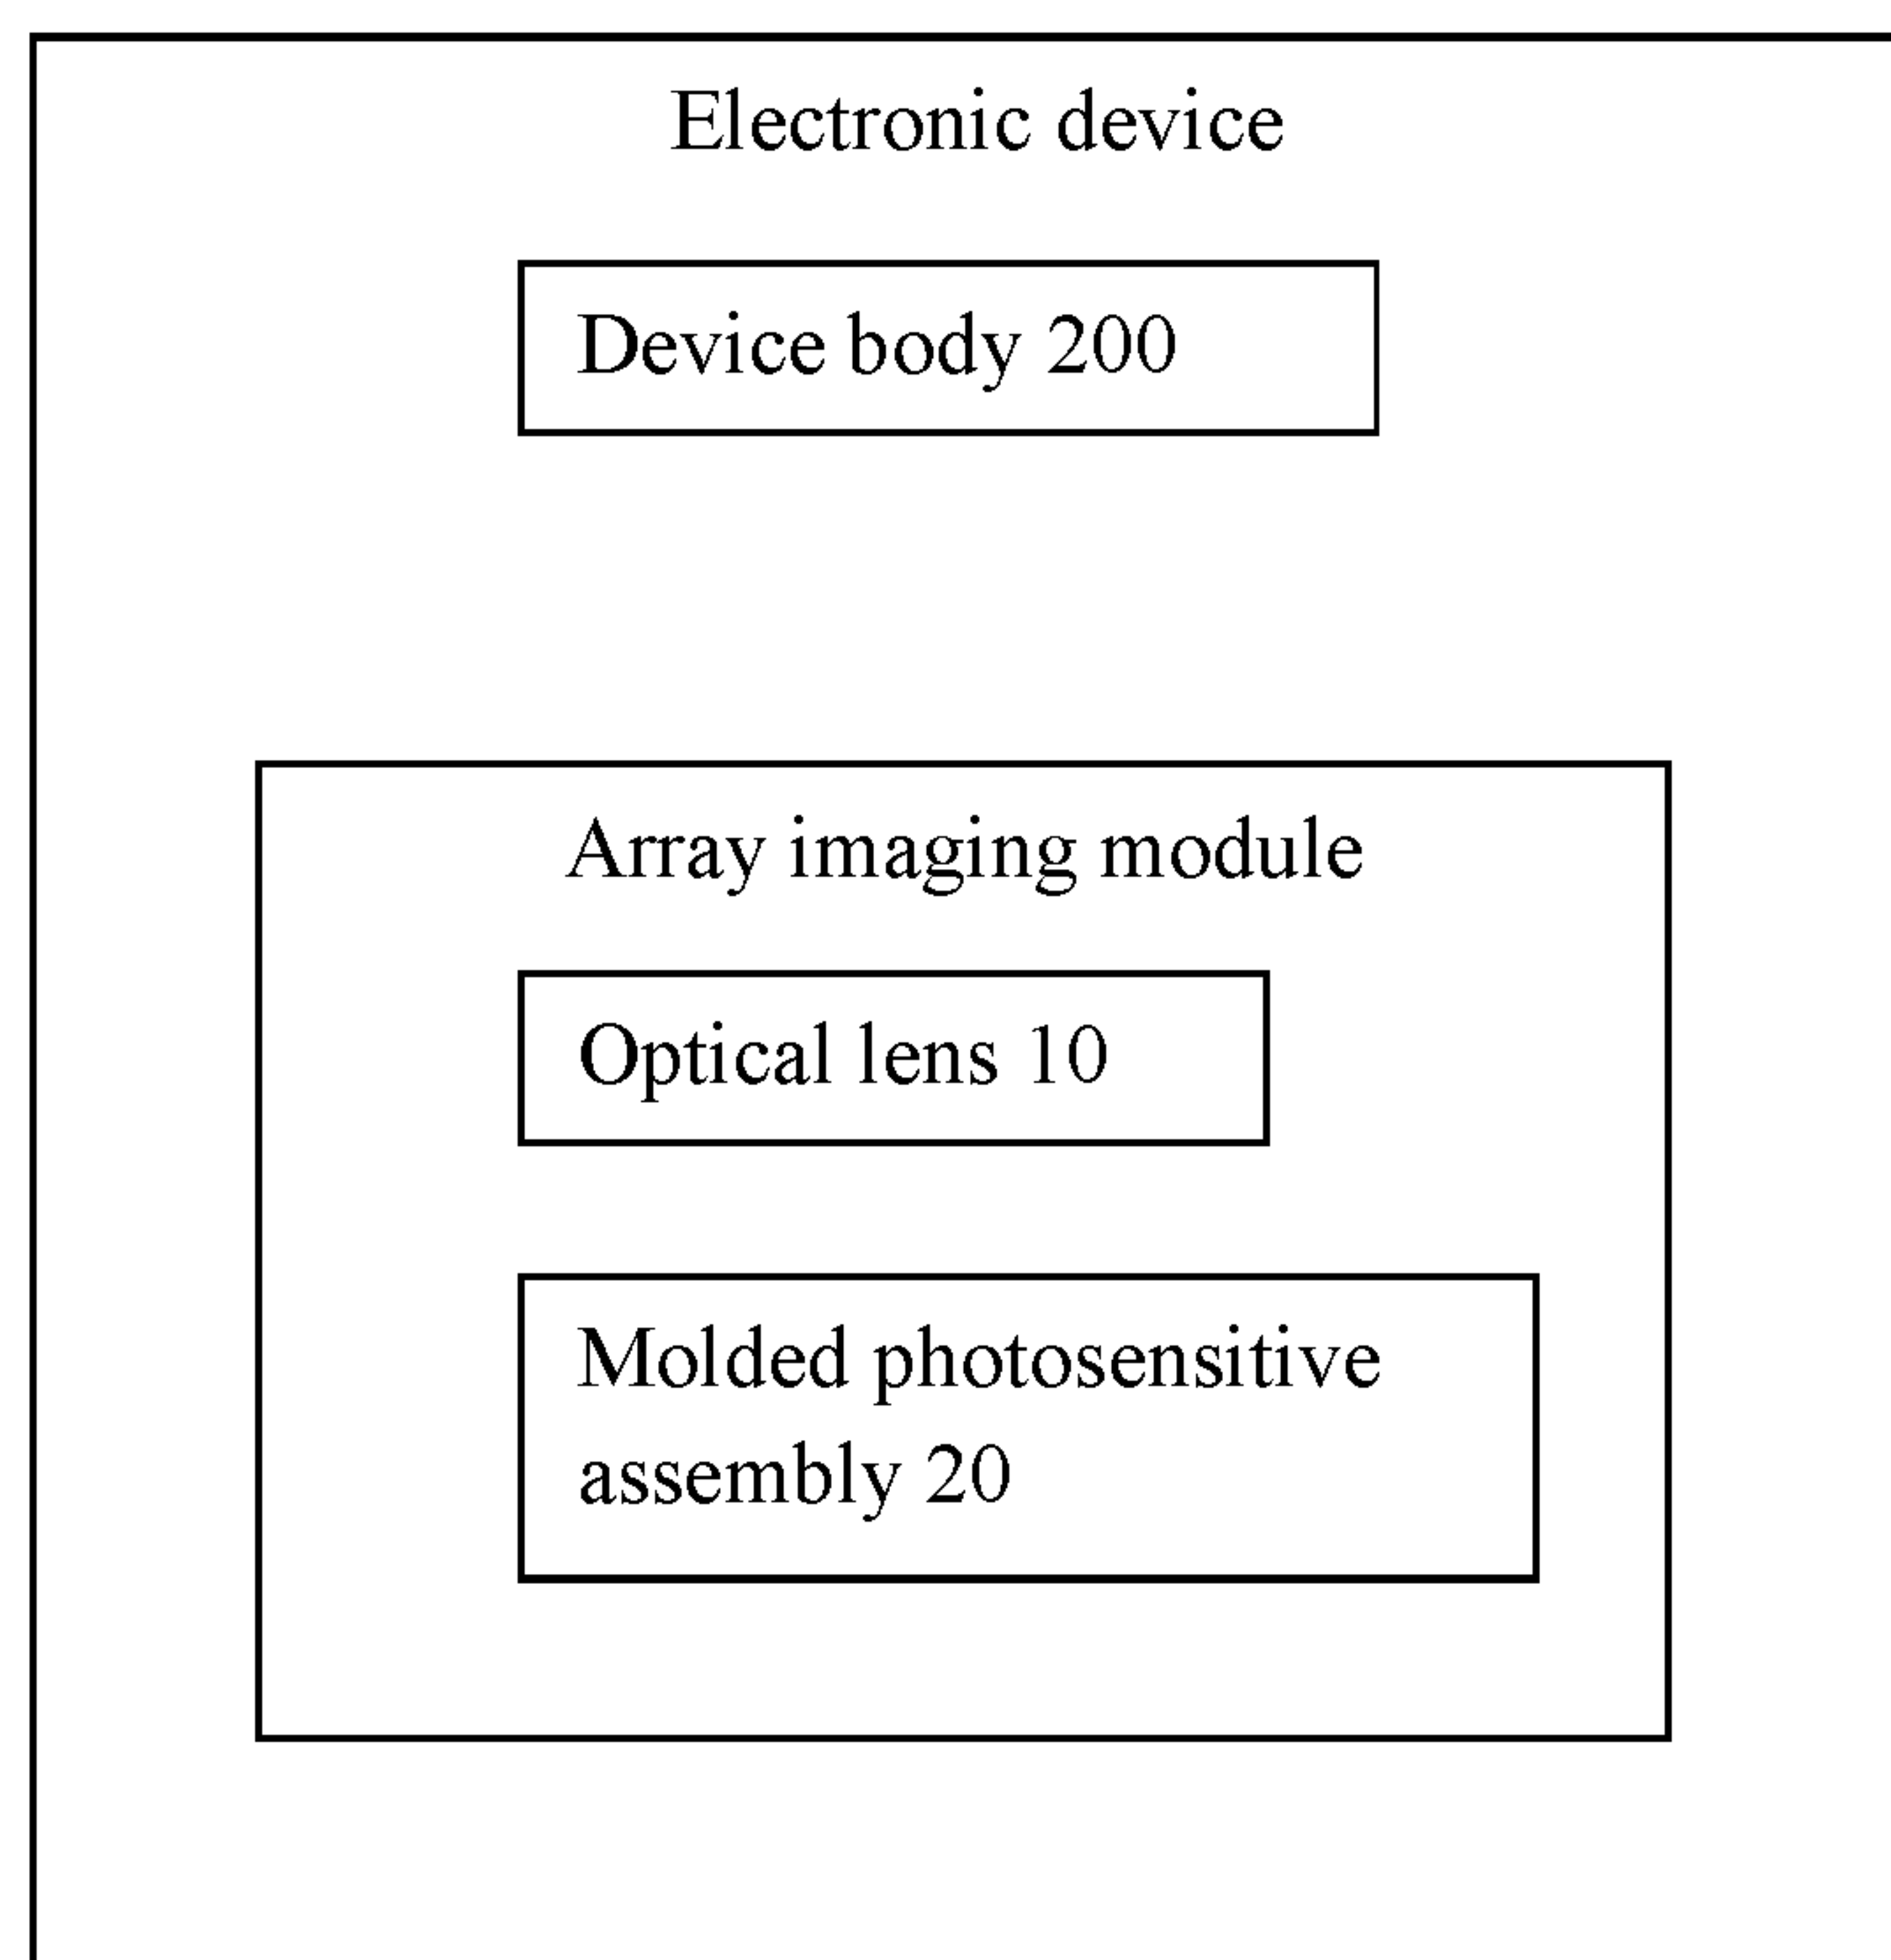 Electronic device
Device body 200
Array imaging module
Optical lens 10
Molded photosensitive
assembly 20